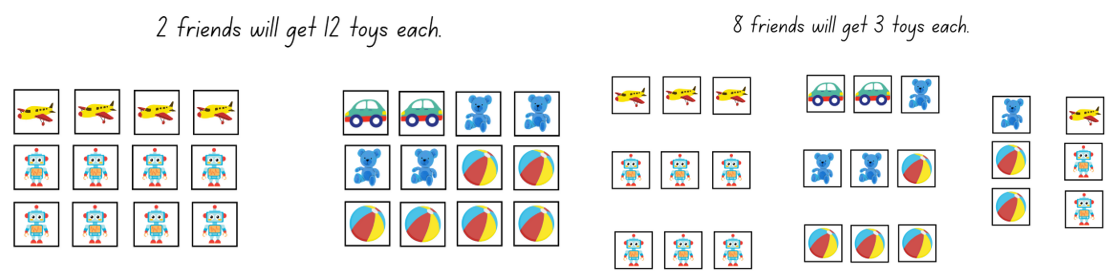 2 friends will get 12 toys each.
8 friends will get 3 toys each.